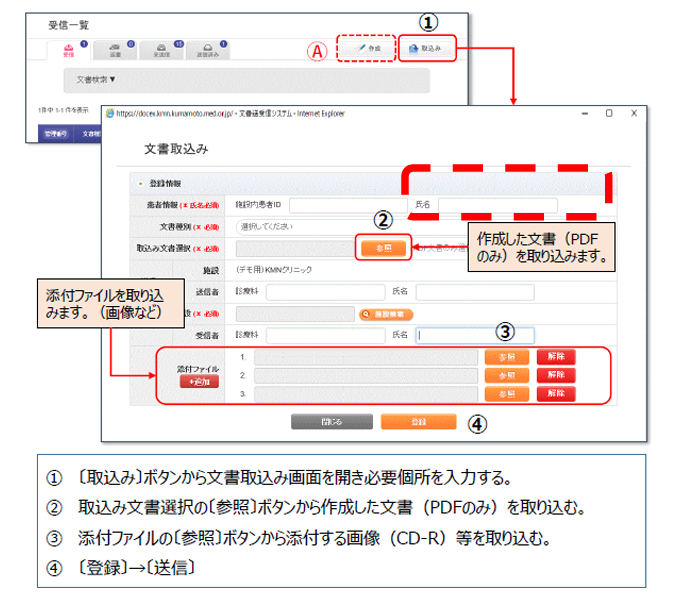 受信一覧
①
1
0
15
1
受信
返書
未送信
送信済み
Ⓐ
作成
取込み
文書検索▼
1件中 1-1 件を表示
管理番号
https://docex.kmn.kumamoto.med.or.jp/ - 文書送受信システム - Internet Explorer
文書取込み
登録情報
患者情報 (※ 氏名必須)
施設内患者ID
氏名
②
文書種別 (※ 必須)
選択してください
取込み文書選択 (※ 必須)
参照
作成した文書（PDF
のみ）を取り込みます。
施設
(デモ用)KMNクリニック
添付ファイルを取り込
みます。（画像など）
送信者
診療科
氏名
(※ 必須)
施設検索
受信者
診療科
氏名
③
添付ファイル
+追加
1.
参照
解除
2.
参照
解除
3.
参照
解除
閉じる
登録
④
① 〔取込み〕ボタンから文書取込み画面を開き必要個所を入力する。
② 取込み文書選択の〔参照〕ボタンから作成した文書（PDFのみ）を取り込む。
③ 添付ファイルの〔参照〕ボタンから添付する画像（CD-R）等を取り込む。
④ 〔登録〕→〔送信〕